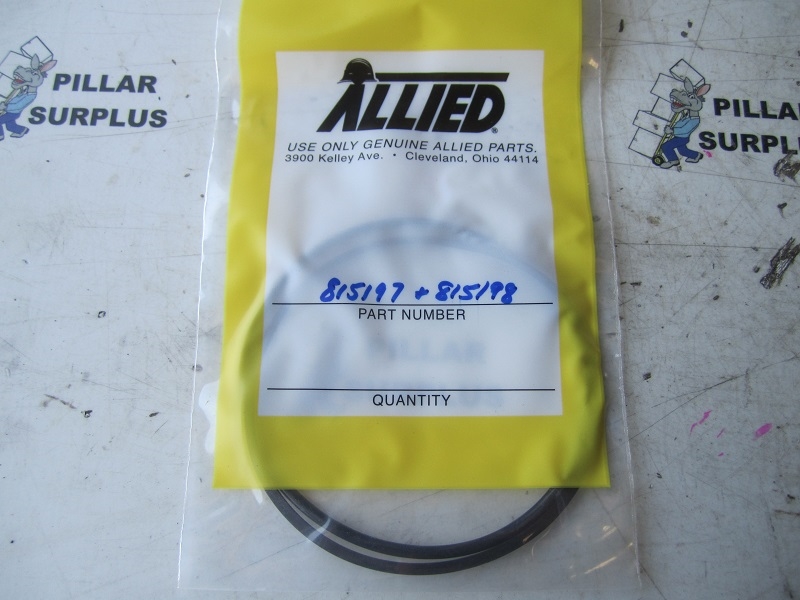 PILLAR
SURPLUS
PILLAR
SURPLUS
ALLIED
USE ONLY GENUINE ALLIED PARTS.
3900 Kelley Ave. • Cleveland, Ohio 44114
815197 + 815198
PART NUMBER
QUANTITY